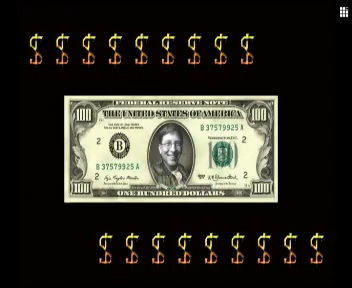 $ $ $ $ $ $ $ $ $
FEDERAL RESERVE NOTE
100 THE UNITED STATES OF AMERICA 100
B 37579925 A
2 2
B
B 37579925 A
2 2
100 ONE HUNDRED DOLLARS 100
$ $ $ $ $ $ $ $ $